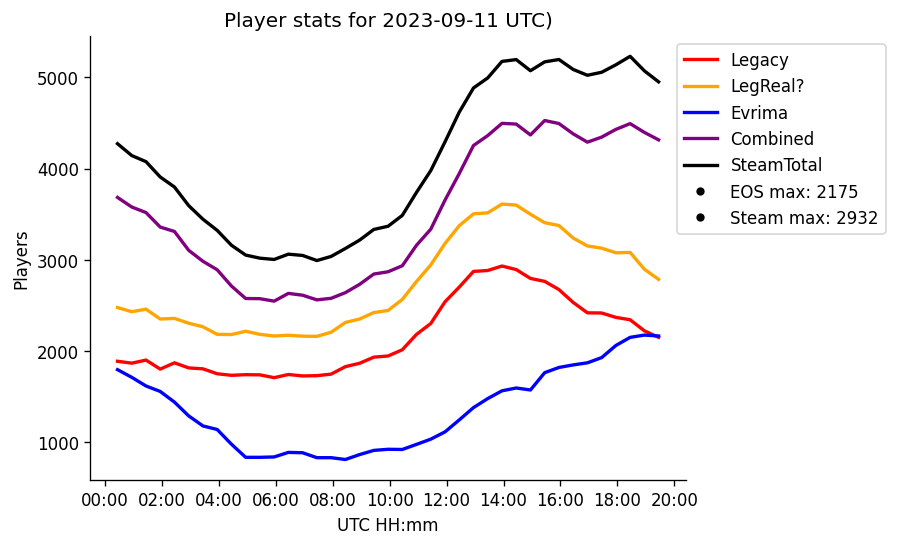 Player stats for 2023-09-11 UTC)
Players
5000
4000
3000
2000
1000
00:00 02:00 04:00 06:00 08:00 10:00 12:00 14:00 16:00 18:00 20:00
UTC HH:mm
Legacy
LegReal?
Evrima
Combined
SteamTotal
EOS max: 2175
Steam max: 2932